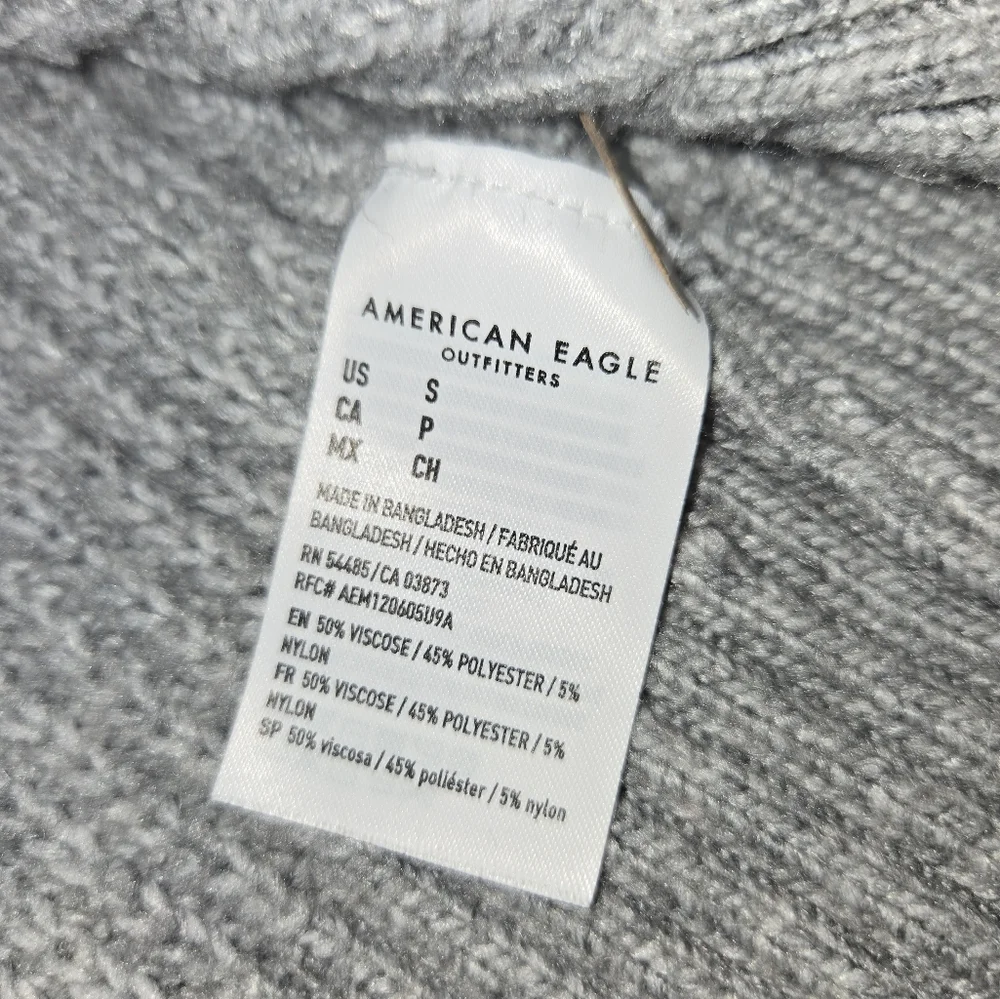 AMERICAN EAGLE
OUTFITTERS
US S
CA P
MX CH
MADE IN BANGLADESH / FABRIQUÉ AU
BANGLADESH / HECHO EN BANGLADESH
RN 54485 / CA 03873
RFC# AEM120605U9A
EN 50% VISCOSE / 45% POLYESTER / 5%
NYLON
FR 50% VISCOSE / 45% POLYESTER / 5%
NYLON
SP 50% viscosa / 45% poliéster / 5% nylon